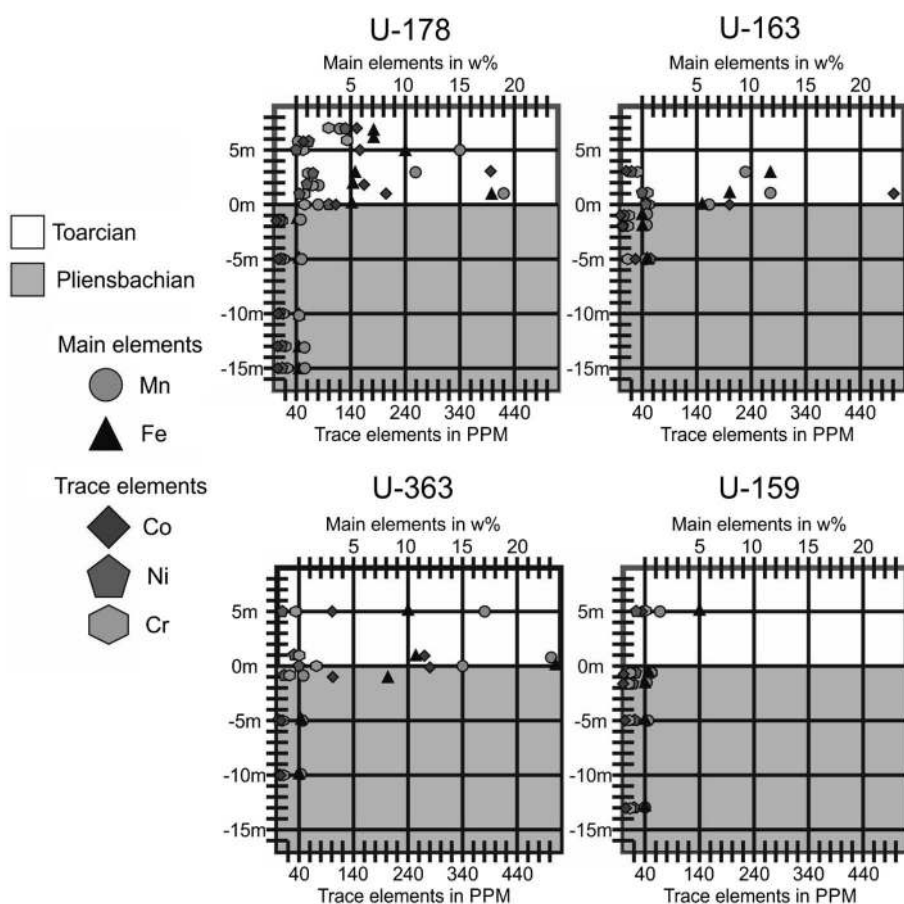 U-178
Main elements in w%
5 10 15 20
5m
0m
-5m
-10m
-15m
40 140 240 340 440
Trace elements in PPM
U-163
Main elements in w%
5 10 15 20
5m
0m
-5m
-10m
-15m
40 140 240 340 440
Trace elements in PPM
Toarcian
Pliensbachian
Main elements
Mn
Fe
Trace elements
Co
Ni
Cr
U-363
Main elements in w%
5 10 15 20
5m
0m
-5m
-10m
-15m
40 140 240 340 440
Trace elements in PPM
U-159
Main elements in w%
5 10 15 20
5m
0m
-5m
-10m
-15m
40 140 240 340 440
Trace elements in PPM